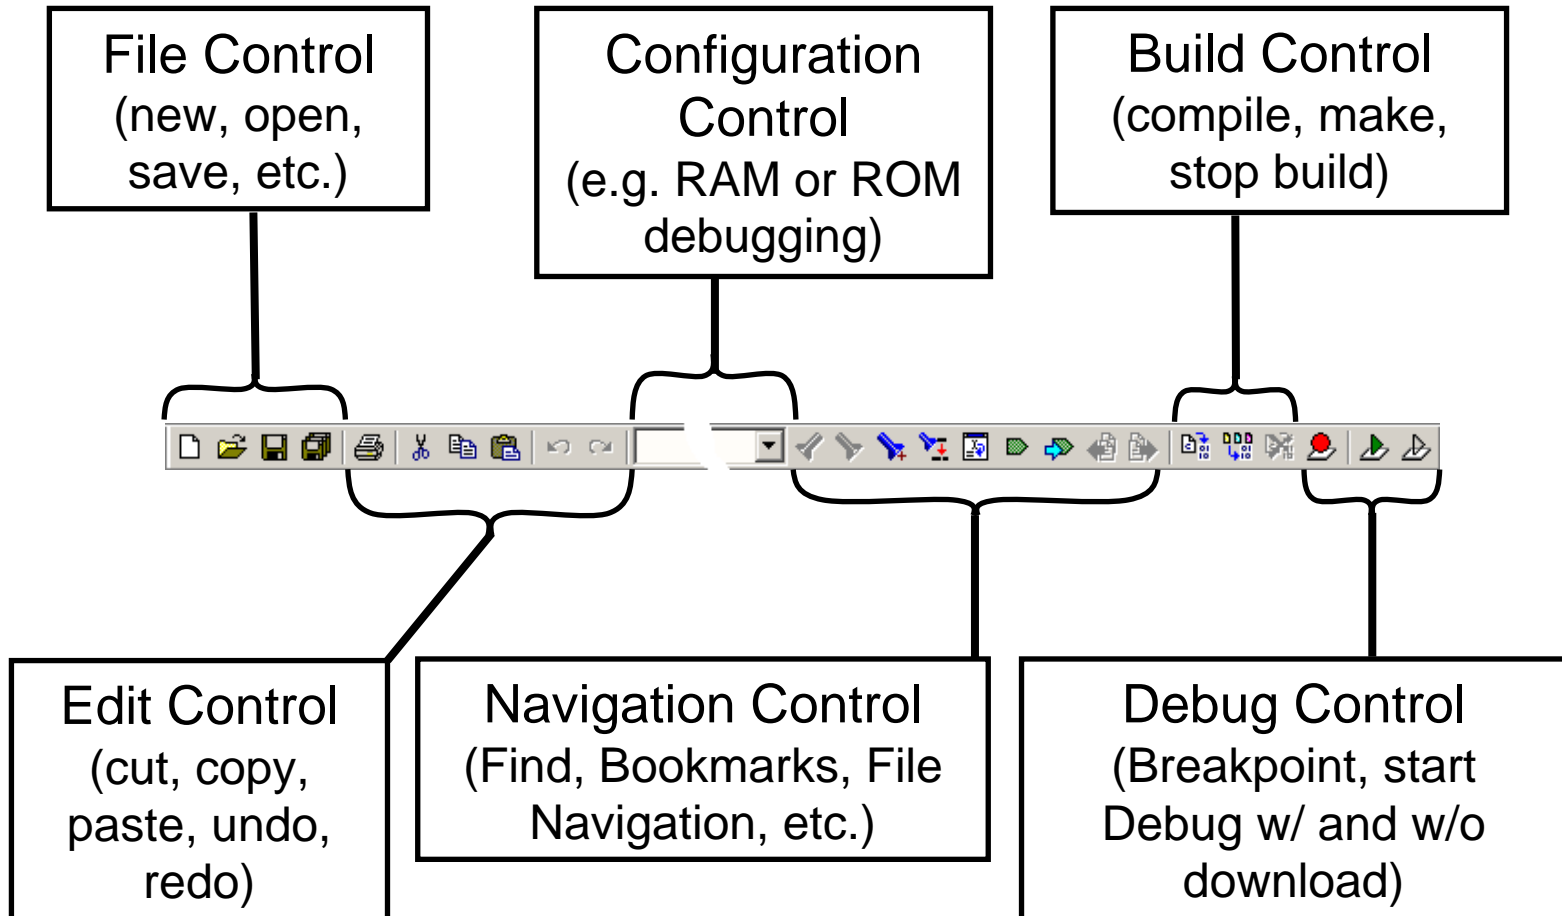 File Control
(new, open,
save, etc.)
Configuration
Control
(e.g. RAM or ROM
debugging)
Build Control
(compile, make,
stop build)
Edit Control
(cut, copy,
paste, undo,
redo)
Navigation Control
(Find, Bookmarks, File
Navigation, etc.)
Debug Control
(Breakpoint, start
Debug w/ and w/o
download)